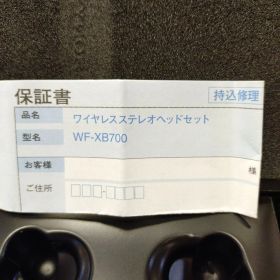 保証書 持込修理
品名 ワイヤレスステレオヘッドセット
型名 WF-XB700
お客様 様
ご住所 □□□-□□□□